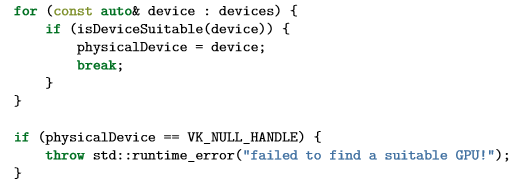 for (const auto& device : devices) {
    if (isDeviceSuitable(device)) {
        physicalDevice = device;
        break;
    }
}

if (physicalDevice == VK_NULL_HANDLE) {
    throw std::runtime_error("failed to find a suitable GPU!");
}